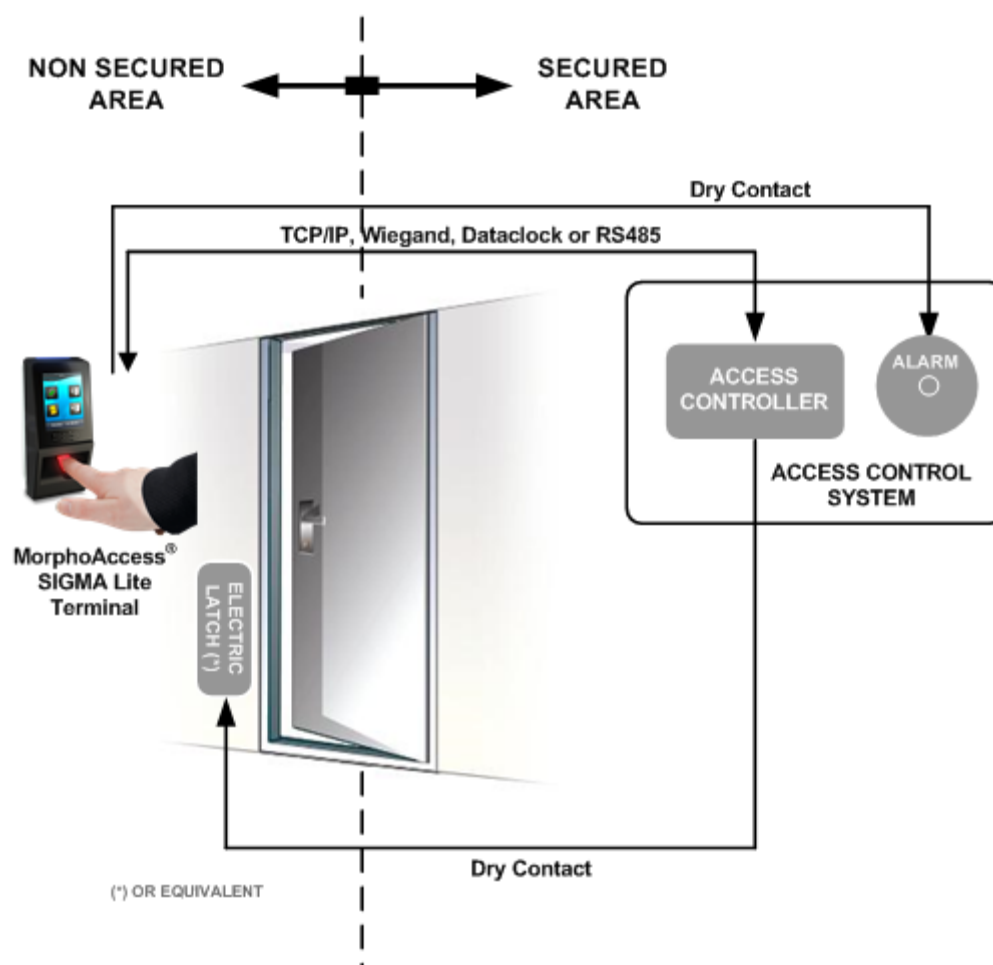 NON SECURED
AREA
SECURED
AREA
Dry Contact
TCP/IP, Wiegand, Dataclock or RS485
ACCESS
CONTROLLER
ALARM
ACCESS CONTROL
SYSTEM
MorphoAccess®
SIGMA Lite
Terminal
ELECTRIC
LATCH (*)
Dry Contact
(*) OR EQUIVALENT